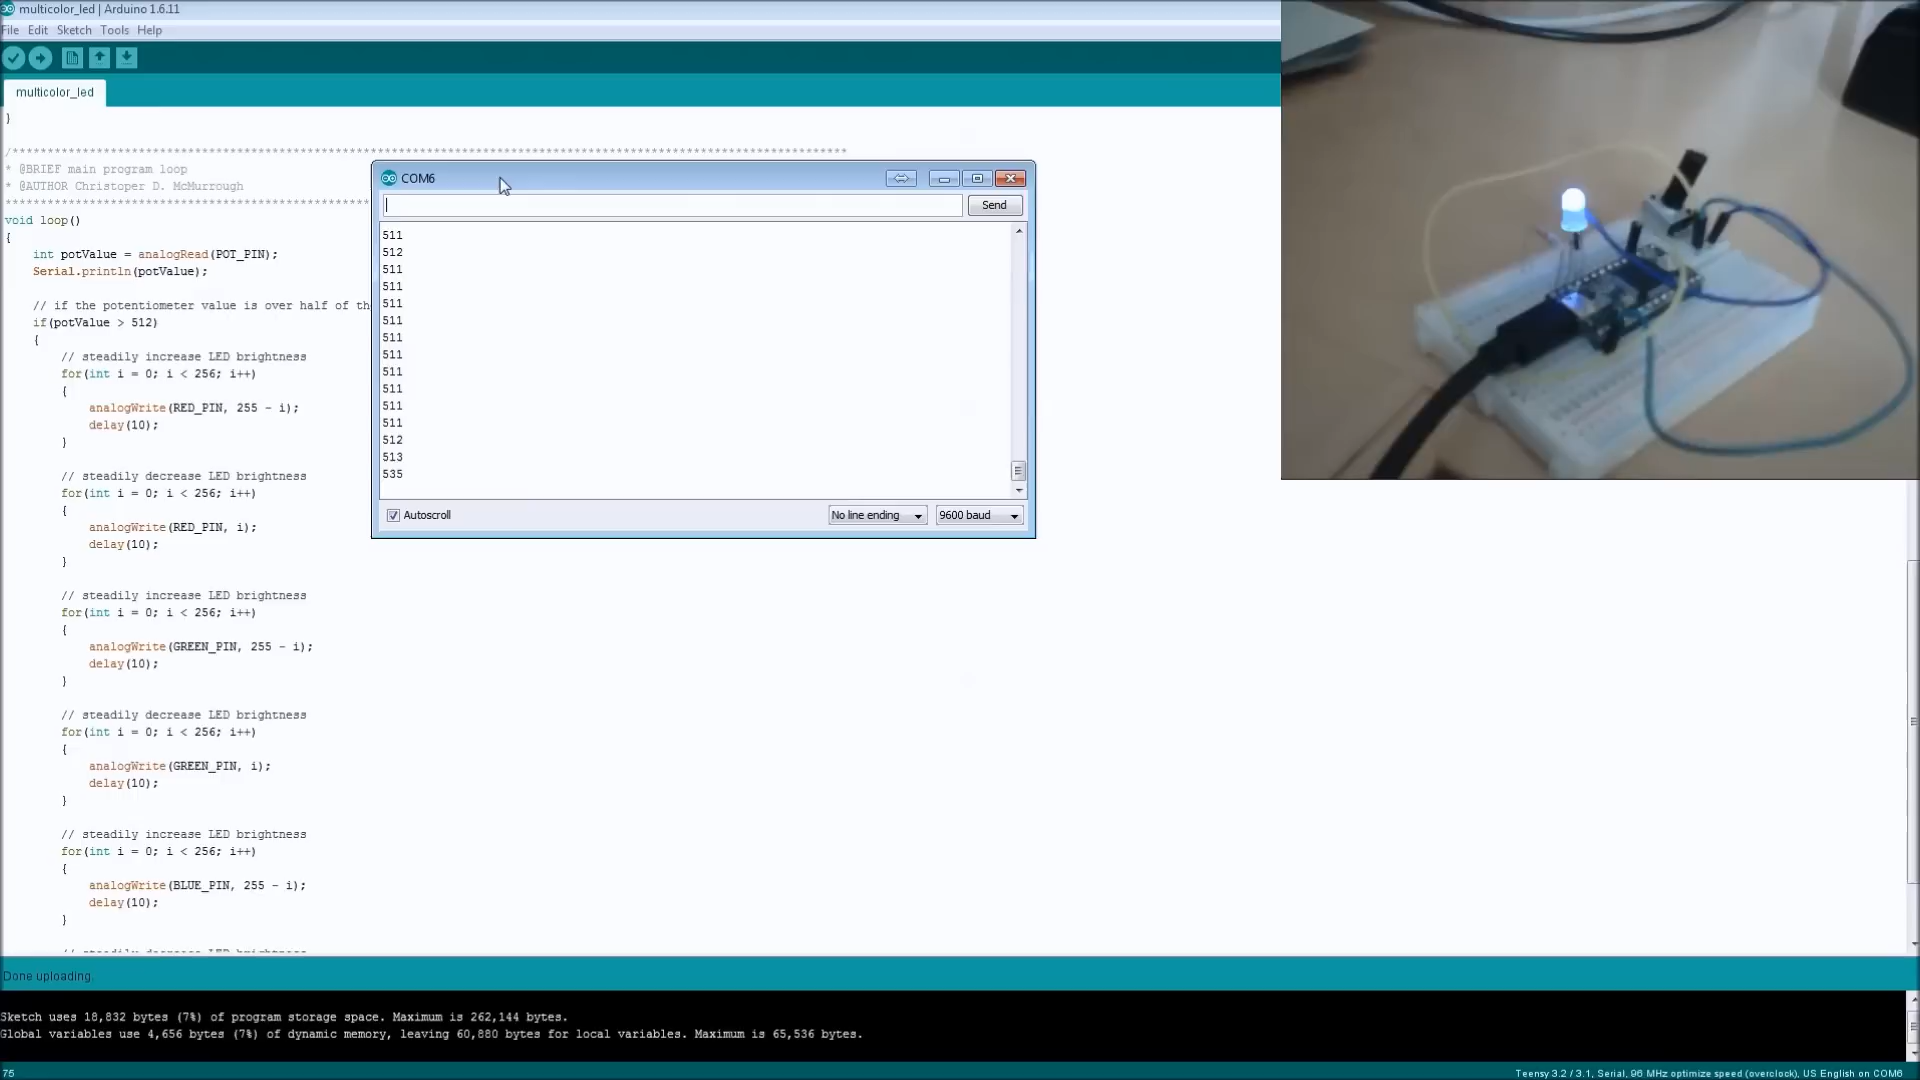 multicolor_led | Arduino 1.6.11
File Edit Sketch Tools Help
multicolor_led
}
/***********************************************************************************************************************
* @BRIEF main program loop
* @AUTHOR Christoper D. McMurrough
void loop()
{
int potValue = analogRead(POT_PIN);
Serial.println(potValue);
// if the potentiometer value is over half of th
if(potValue > 512)
{
// steadily increase LED brightness
for(int i = 0; i < 256; i++)
{
analogWrite(RED_PIN, 255 - i);
delay(10);
}
// steadily decrease LED brightness
for(int i = 0; i < 256; i++)
{
analogWrite(RED_PIN, i);
delay(10);
}
// steadily increase LED brightness
for(int i = 0; i < 256; i++)
{
analogWrite(GREEN_PIN, 255 - i);
delay(10);
}
// steadily decrease LED brightness
for(int i = 0; i < 256; i++)
{
analogWrite(GREEN_PIN, i);
delay(10);
}
// steadily increase LED brightness
for(int i = 0; i < 256; i++)
{
analogWrite(BLUE_PIN, 255 - i);
delay(10);
}
COM6
Send
511
512
511
511
511
511
511
511
511
511
511
511
512
513
535
Autoscroll
No line ending
9600 baud
Done uploading.
Sketch uses 18,832 bytes (7%) of program storage space. Maximum is 262,144 bytes.
Global variables use 4,656 bytes (7%) of dynamic memory, leaving 60,880 bytes for local variables. Maximum is 65,536 bytes.
75
Teensy 3.2 / 3.1, Serial, 96 MHz optimize speed (overclock), US English on COM6